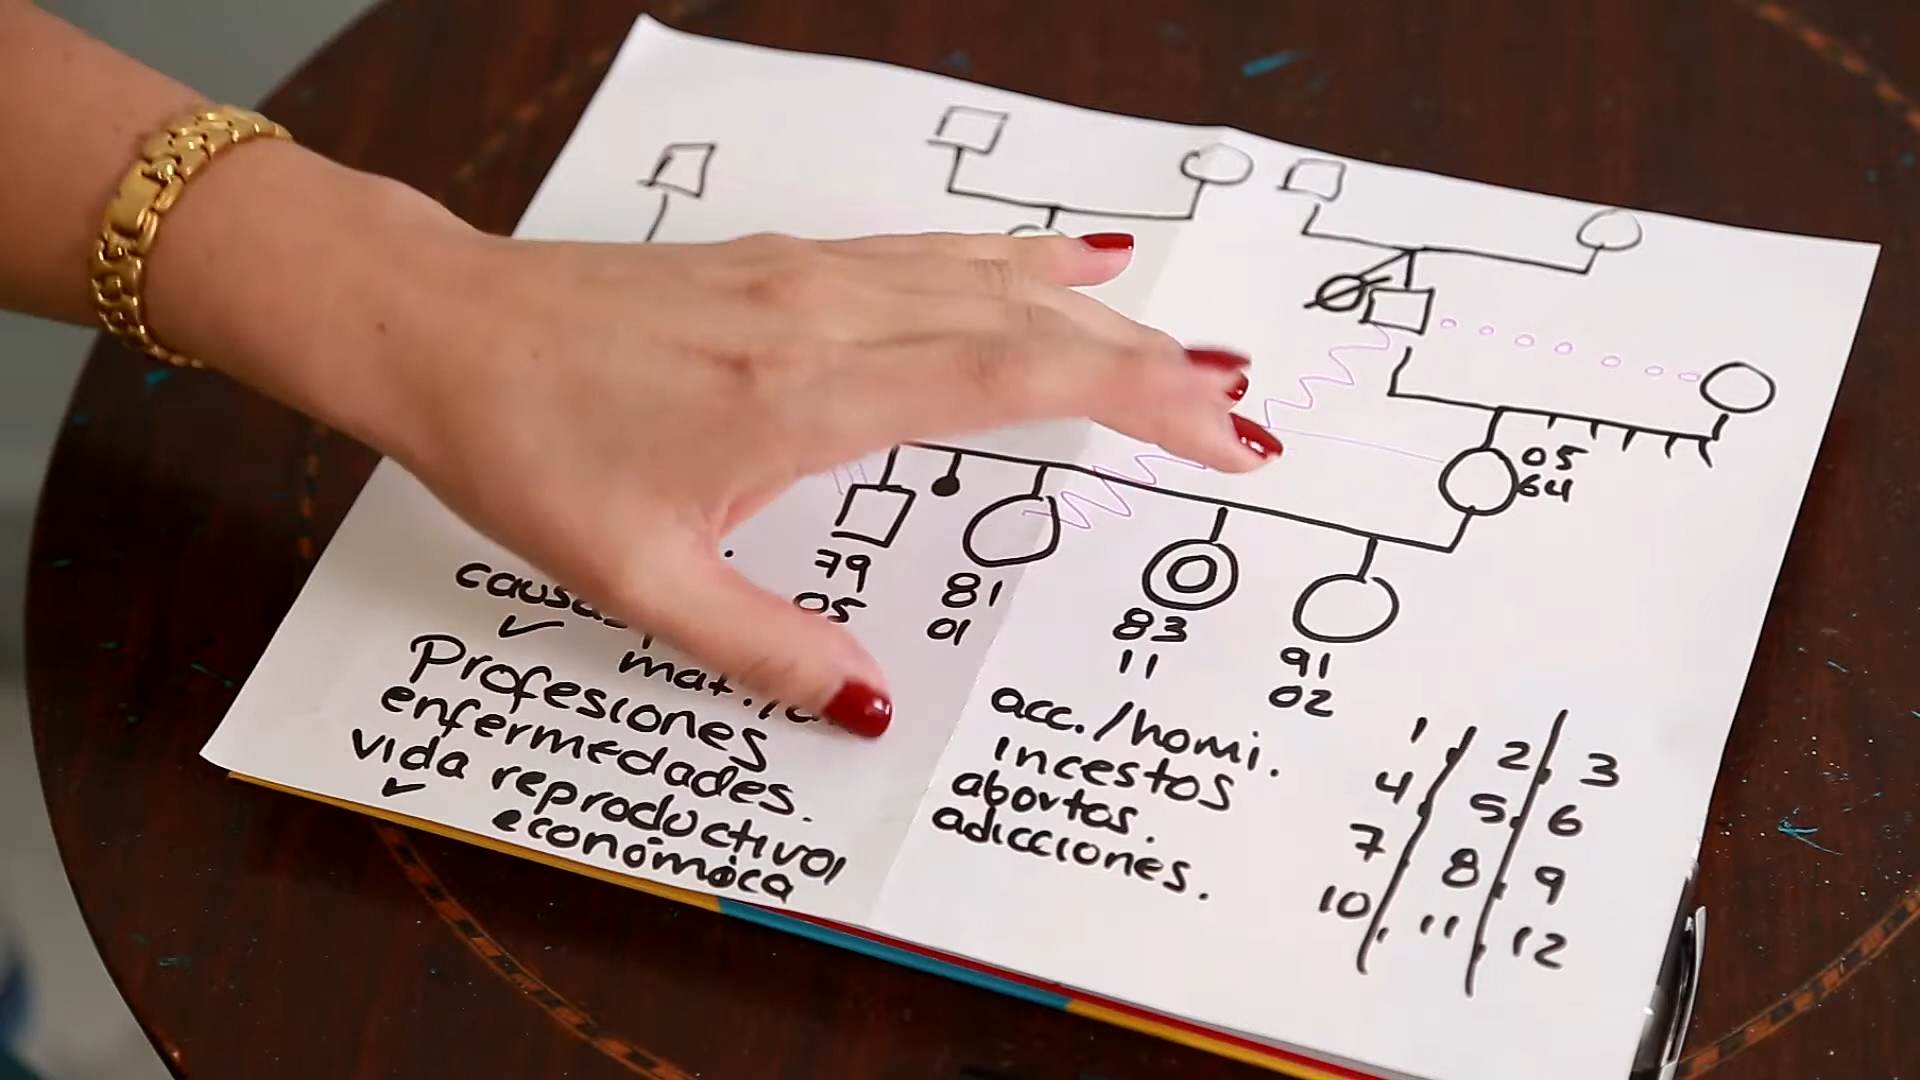 05
64
79
05
81
01
83
11
91
02
Profesiones
enfermedades.
vida reproductiva
económica
acc./homi.
incestos
abortos.
adicciones.
1 2 3
4 5 6
7 8 9
10 11 12